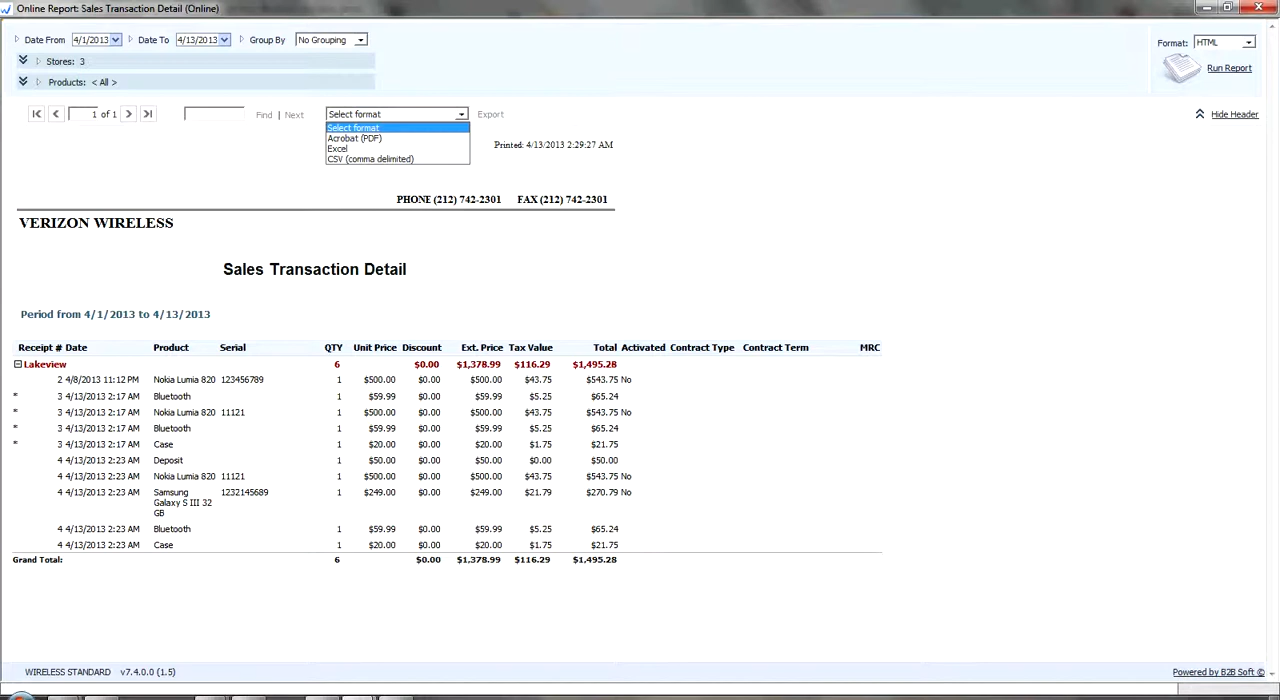 Online Report: Sales Transaction Detail (Online)
Date From 4/1/2013 Date To 4/13/2013 Group By No Grouping Format: HTML
Stores: 3
Run Report
Products: < All >
1 of 1 Find | Next Select format Export Hide Header
Select format
Acrobat (PDF)
Excel
CSV (comma delimited)
Printed: 4/13/2013 2:29:27 AM
PHONE (212) 742-2301 FAX (212) 742-2301
VERIZON WIRELESS
Sales Transaction Detail
Period from 4/1/2013 to 4/13/2013
Receipt # Date Product Serial QTY Unit Price Discount Ext. Price Tax Value Total Activated Contract Type Contract Term MRC
Lakeview 6 $0.00 $1,378.99 $116.29 $1,495.28
2 4/8/2013 11:12 PM Nokia Lumia 820 123456789 1 $500.00 $0.00 $500.00 $43.75 $543.75 No
* 3 4/13/2013 2:17 AM Bluetooth 1 $59.99 $0.00 $59.99 $5.25 $65.24
* 3 4/13/2013 2:17 AM Nokia Lumia 820 11121 1 $500.00 $0.00 $500.00 $43.75 $543.75 No
* 3 4/13/2013 2:17 AM Bluetooth 1 $59.99 $0.00 $59.99 $5.25 $65.24
* 3 4/13/2013 2:17 AM Case 1 $20.00 $0.00 $20.00 $1.75 $21.75
4 4/13/2013 2:23 AM Deposit 1 $50.00 $0.00 $50.00 $0.00 $50.00
4 4/13/2013 2:23 AM Nokia Lumia 820 11121 1 $500.00 $0.00 $500.00 $43.75 $543.75 No
4 4/13/2013 2:23 AM Samsung 1232145689 1 $249.00 $0.00 $249.00 $21.79 $270.79 No
Galaxy S III 32
GB
4 4/13/2013 2:23 AM Bluetooth 1 $59.99 $0.00 $59.99 $5.25 $65.24
4 4/13/2013 2:23 AM Case 1 $20.00 $0.00 $20.00 $1.75 $21.75
Grand Total: 6 $0.00 $1,378.99 $116.29 $1,495.28
WIRELESS STANDARD v7.4.0.0 (1.5) Powered by B2B Soft ©